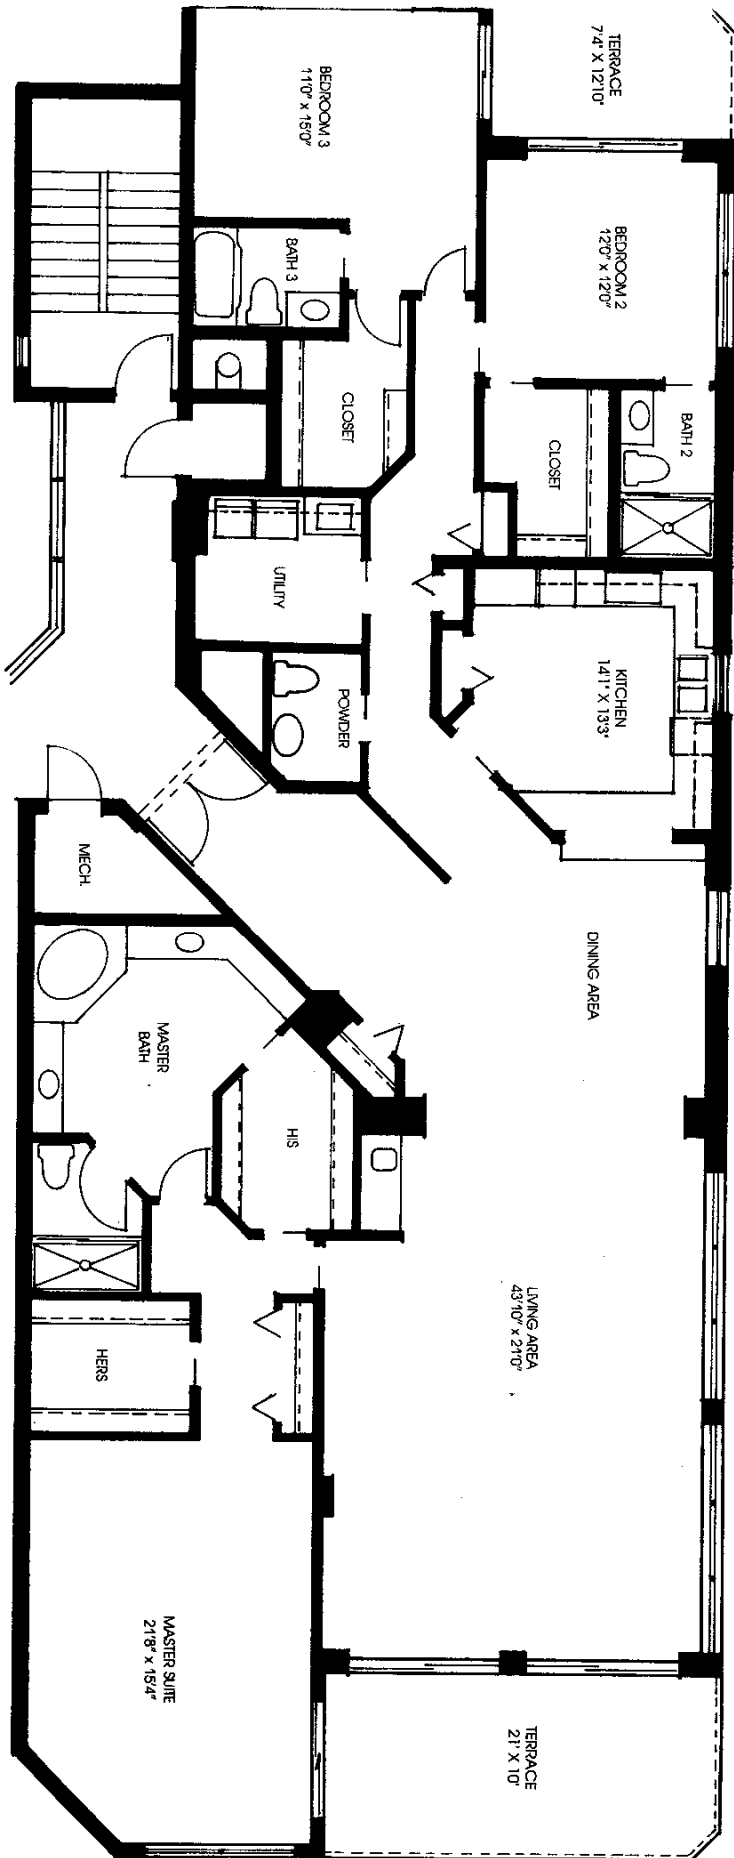 TERRACE
7'4" X 12'10"
BEDROOM 3
11'0" x 15'0"
BEDROOM 2
12'0" x 12'0"
BATH 3
BATH 2
CLOSET
CLOSET
UTILITY
KITCHEN
14'1" X 13'3"
POWDER
MECH.
DINING AREA
MASTER
BATH
HIS
LIVING AREA
43'10" x 21'0"
HERS
MASTER SUITE
21'8" x 15'4"
TERRACE
21' X 10'